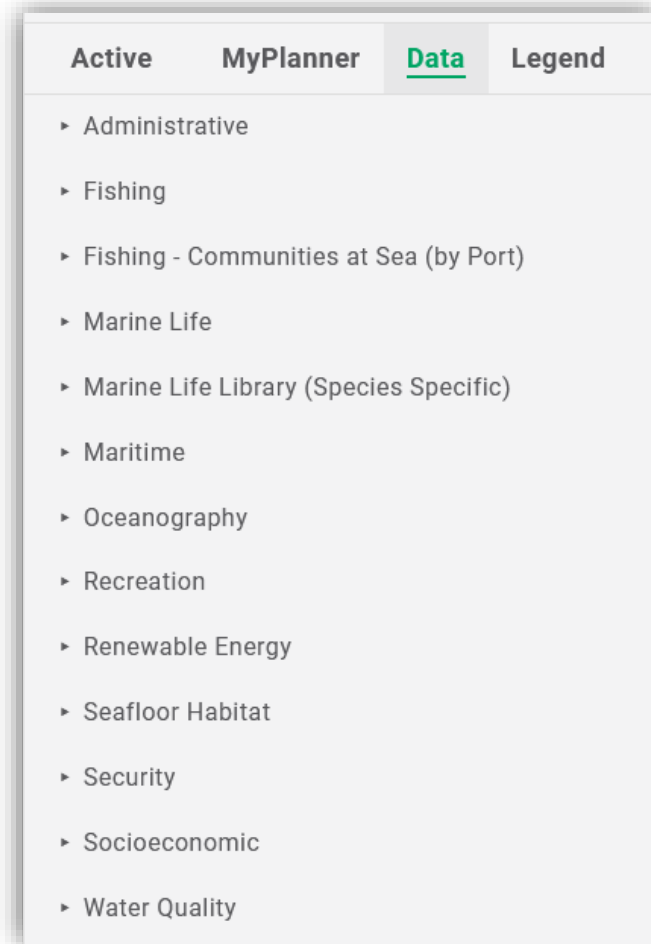 Active MyPlanner Data Legend
Administrative
Fishing
Fishing - Communities at Sea (by Port)
Marine Life
Marine Life Library (Species Specific)
Maritime
Oceanography
Recreation
Renewable Energy
Seafloor Habitat
Security
Socioeconomic
Water Quality